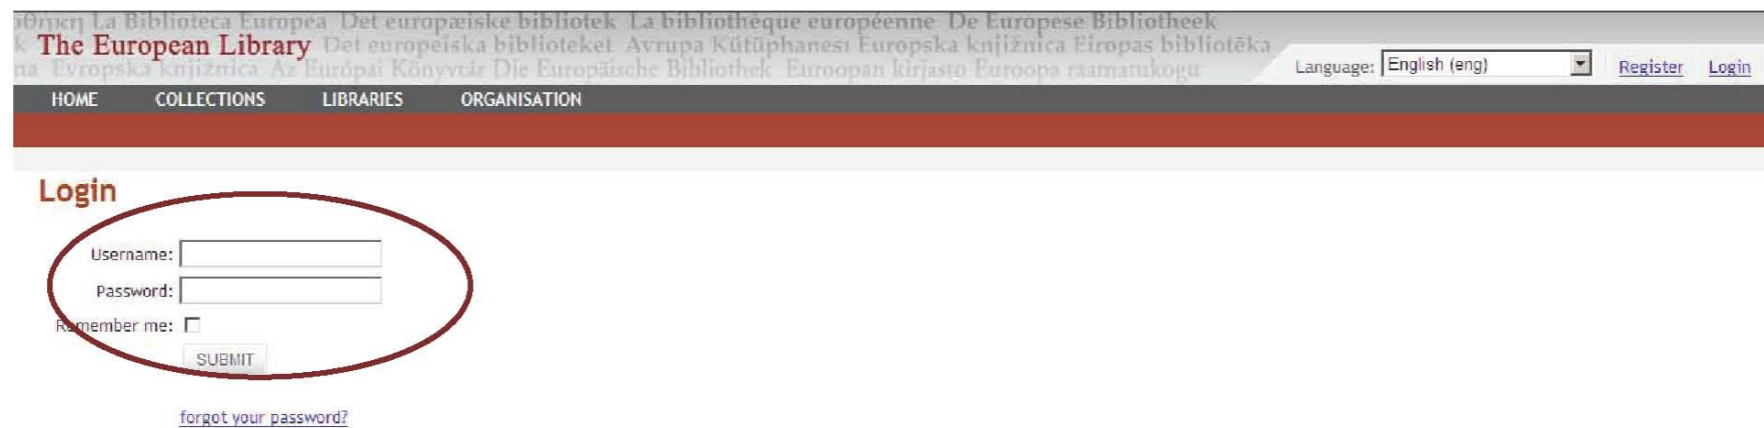 La Biblioteca Europea Det europæiske bibliotek La bibliothèque européenne De Europese Bibliotheek
The European Library Det europeiska biblioteket Avrupa Kütüphanesi Europska knjižnica Eiropas bibliotēka
na Evropska knjižnica Az Európai Könyvtár Die Europäische Bibliothek Euroopan kirjasto Euroopa raamatukogu
Language: English (eng) Register Login
HOME COLLECTIONS LIBRARIES ORGANISATION
Login
Username:
Password:
Remember me:
SUBMIT
forgot your password?